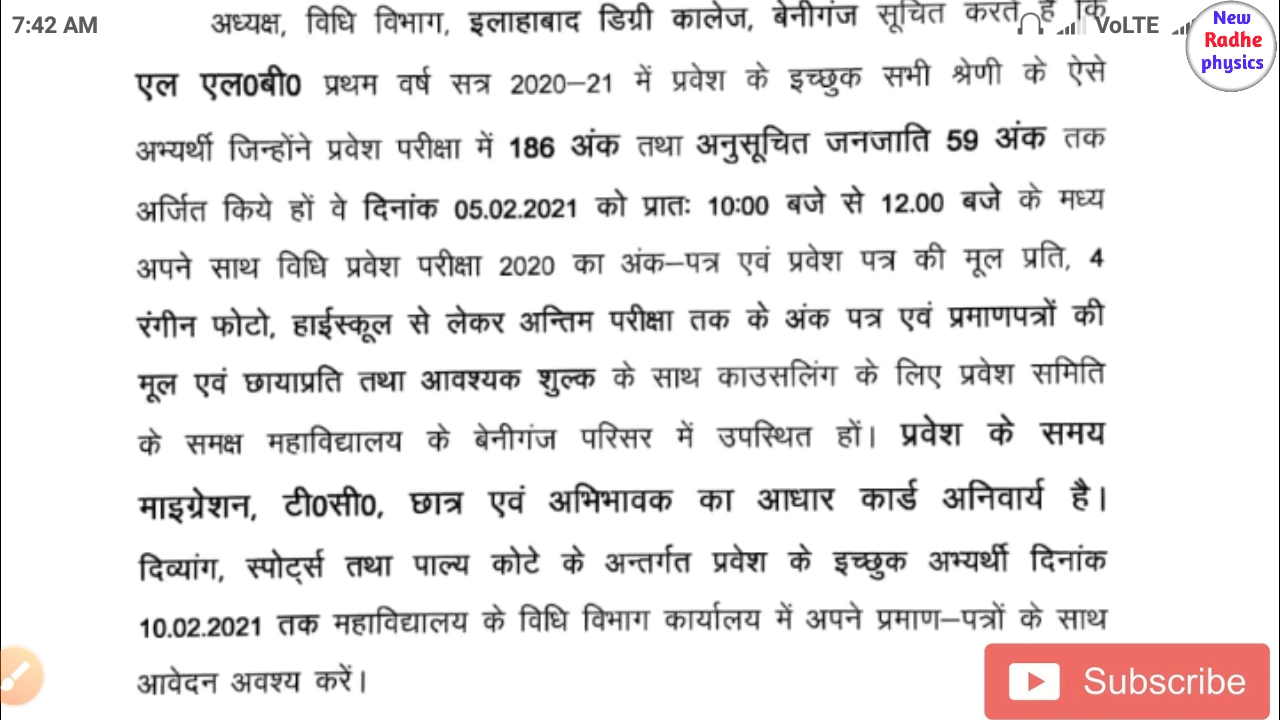 7:42 AM
VoLTE
New
Radhe
physics
अध्यक्ष, विधि विभाग, इलाहाबाद डिग्री कालेज, बेनीगंज सूचित करते हैं कि
एल एल0बी0 प्रथम वर्ष सत्र 2020–21 में प्रवेश के इच्छुक सभी श्रेणी के ऐसे
अभ्यर्थी जिन्होंने प्रवेश परीक्षा में 186 अंक तथा अनुसूचित जनजाति 59 अंक तक
अर्जित किये हों वे दिनांक 05.02.2021 को प्रातः 10:00 बजे से 12.00 बजे के मध्य
अपने साथ विधि प्रवेश परीक्षा 2020 का अंक–पत्र एवं प्रवेश पत्र की मूल प्रति, 4
रंगीन फोटो, हाईस्कूल से लेकर अन्तिम परीक्षा तक के अंक पत्र एवं प्रमाणपत्रों की
मूल एवं छायाप्रति तथा आवश्यक शुल्क के साथ काउसलिंग के लिए प्रवेश समिति
के समक्ष महाविद्यालय के बेनीगंज परिसर में उपस्थित हों। प्रवेश के समय
माइग्रेशन, टी0सी0, छात्र एवं अभिभावक का आधार कार्ड अनिवार्य है।
दिव्यांग, स्पोर्ट्स तथा पाल्य कोटे के अन्तर्गत प्रवेश के इच्छुक अभ्यर्थी दिनांक
10.02.2021 तक महाविद्यालय के विधि विभाग कार्यालय में अपने प्रमाण–पत्रों के साथ
आवेदन अवश्य करें।
Subscribe